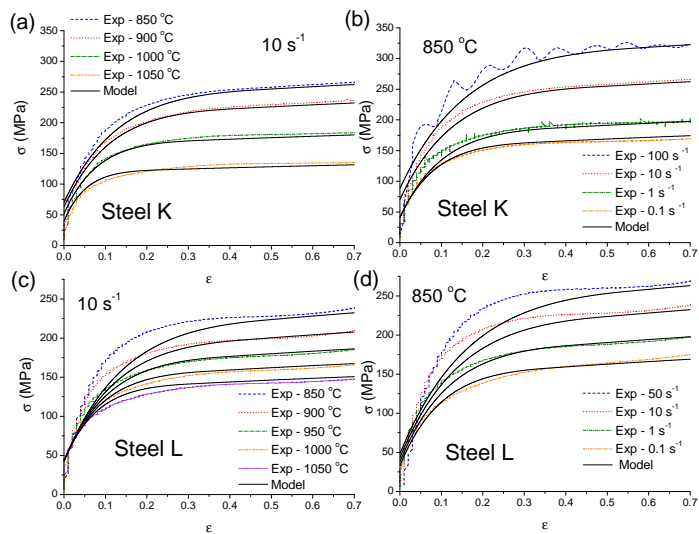 (a)
Exp - 850 °C
Exp - 900 °C
Exp - 1000 °C
Exp - 1050 °C
Model
10 s⁻¹
Steel K
σ (MPa)
350
300
250
200
150
100
50
0
0.0 0.1 0.2 0.3 0.4 0.5 0.6 0.7
ε
(b)
850 °C
Exp - 100 s⁻¹
Exp - 10 s⁻¹
Exp - 1 s⁻¹
Exp - 0.1 s⁻¹
Model
Steel K
σ (MPa)
350
300
250
200
150
100
50
0
0.0 0.1 0.2 0.3 0.4 0.5 0.6 0.7
ε
(c)
10 s⁻¹
Exp - 850 °C
Exp - 900 °C
Exp - 950 °C
Exp - 1000 °C
Exp - 1050 °C
Model
Steel L
σ (MPa)
250
200
150
100
50
0
0.0 0.1 0.2 0.3 0.4 0.5 0.6 0.7
ε
(d)
850 °C
Exp - 50 s⁻¹
Exp - 10 s⁻¹
Exp - 1 s⁻¹
Exp - 0.1 s⁻¹
Model
Steel L
σ (MPa)
250
200
150
100
50
0
0.0 0.1 0.2 0.3 0.4 0.5 0.6 0.7
ε